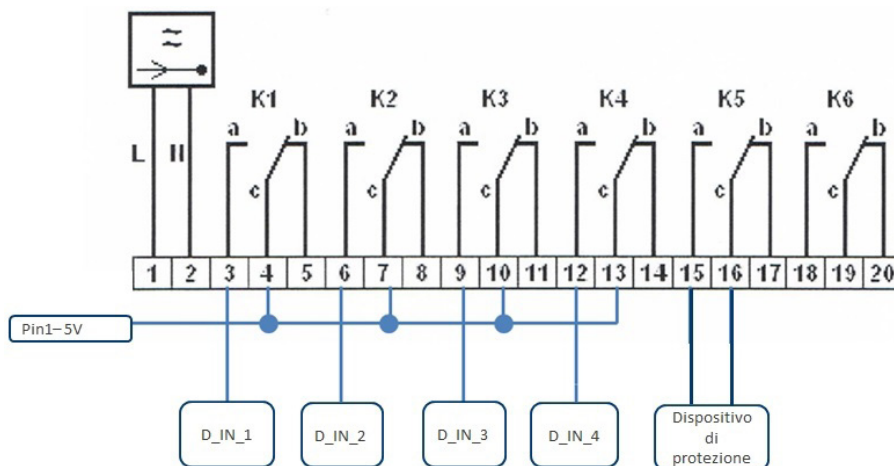 ≈
K1 K2 K3 K4 K5 K6
a b a b a b a b a b a b
L II
c c c c c c
1 2 3 4 5 6 7 8 9 10 11 12 13 14 15 16 17 18 19 20
Pin1–5V
D_IN_1 D_IN_2 D_IN_3 D_IN_4
Dispositivo
di
protezione